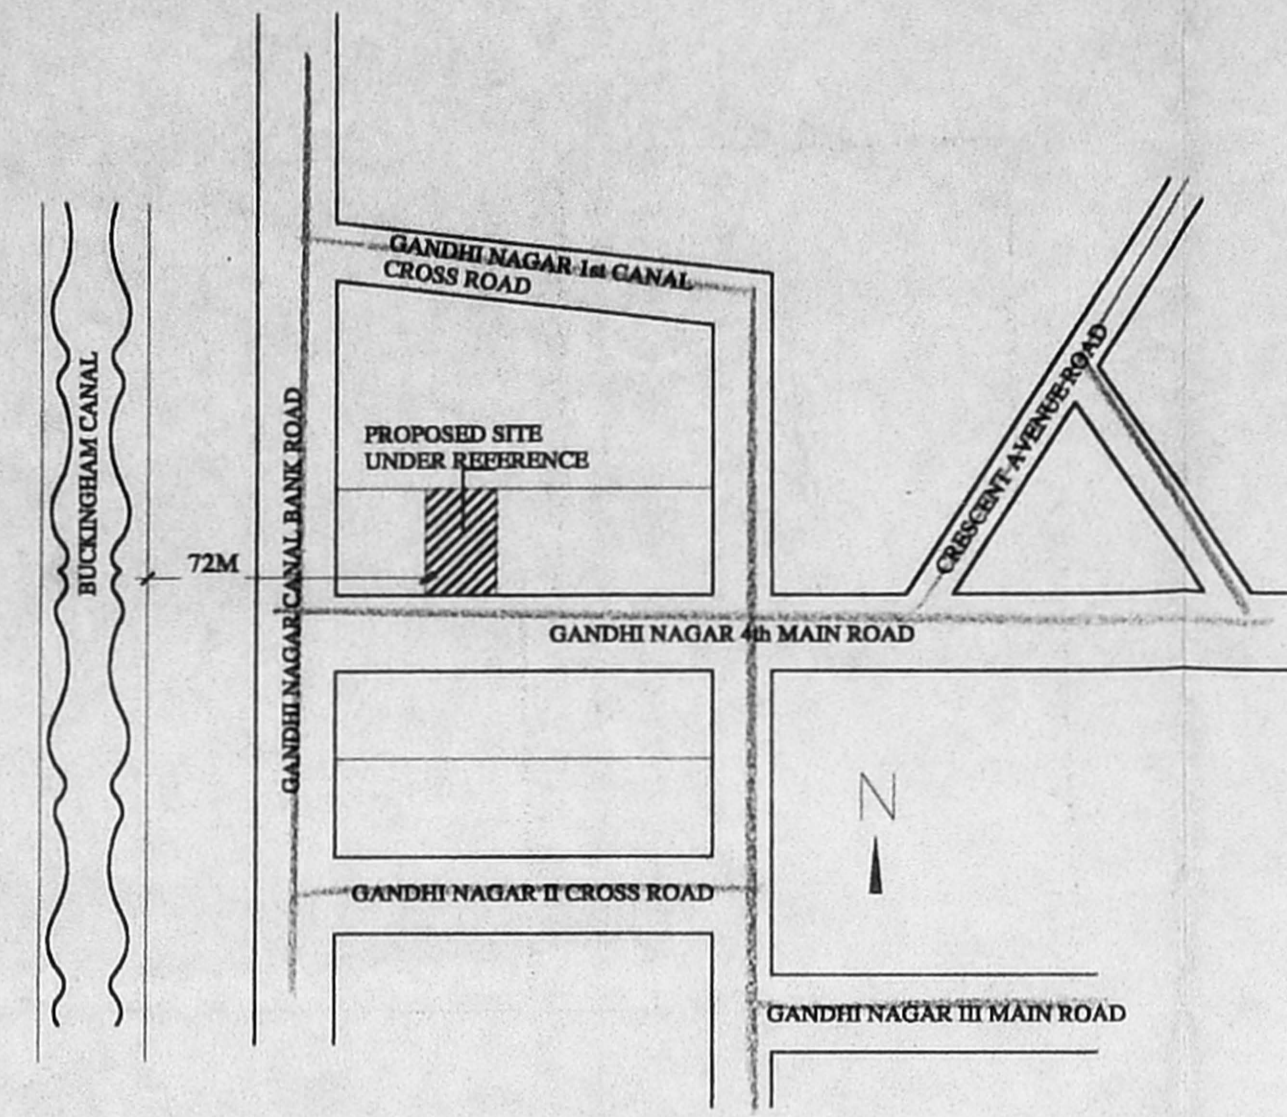 GANDHI NAGAR 1st CANAL
CROSS ROAD
CRESCENT AVENUE ROAD
BUCKINGHAM CANAL
GANDHI NAGAR CANAL BANK ROAD
PROPOSED SITE
UNDER REFERENCE
72M
GANDHI NAGAR 4th MAIN ROAD
N
GANDHI NAGAR II CROSS ROAD
GANDHI NAGAR III MAIN ROAD